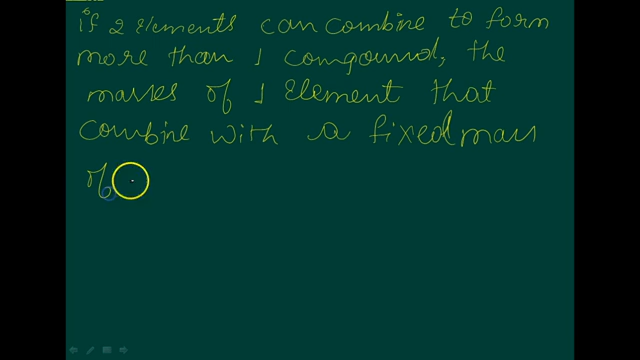 if 2 Elements can combine to form
more than 1 compound, the
masses of 1 Element that
combine with a fixed mass
of